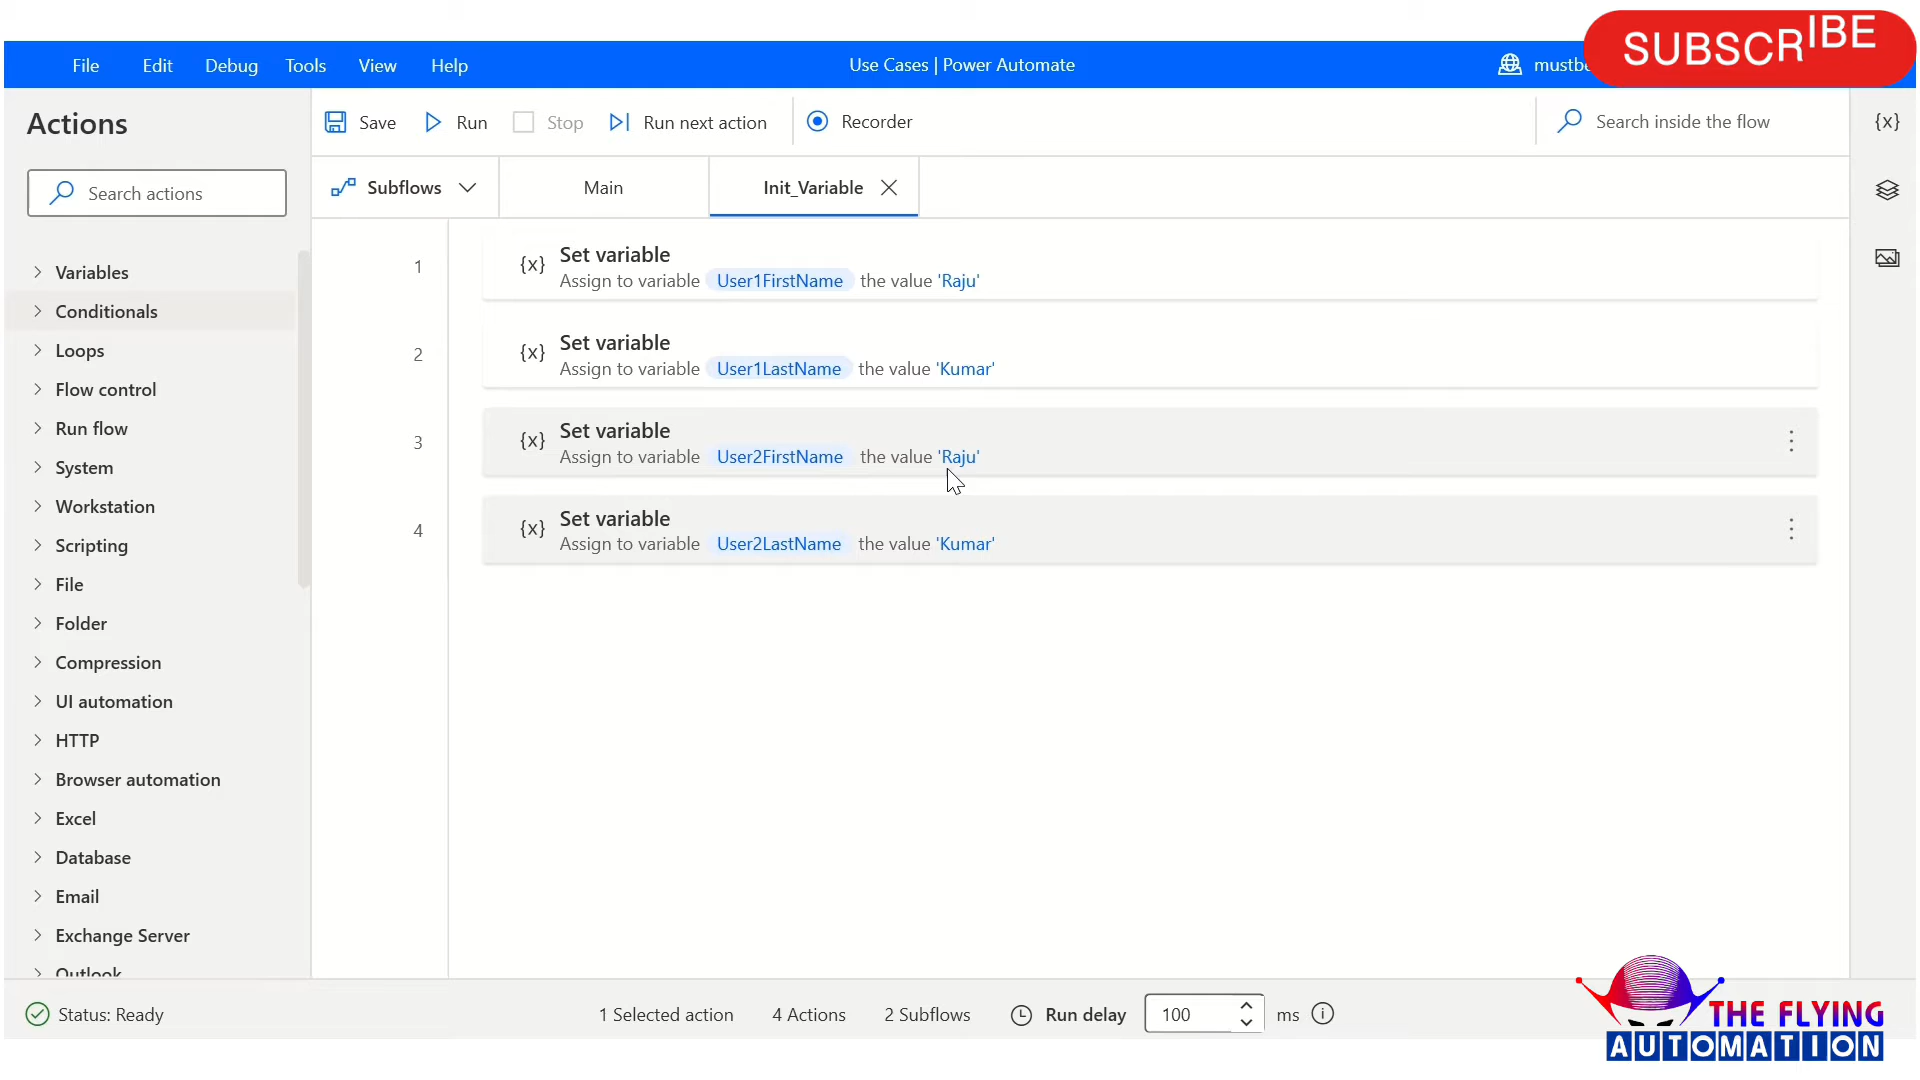 SUBSCRIBE
File Edit Debug Tools View Help
Use Cases | Power Automate
Actions
Save Run Stop Run next action Recorder
Search inside the flow
{x}
Search actions
Subflows Main Init_Variable
Variables
Conditionals
Loops
Flow control
Run flow
System
Workstation
Scripting
File
Folder
Compression
UI automation
HTTP
Browser automation
Excel
Database
Email
Exchange Server
Outlook
1
{x} Set variable
Assign to variable User1FirstName the value 'Raju'
2
{x} Set variable
Assign to variable User1LastName the value 'Kumar'
3
{x} Set variable
Assign to variable User2FirstName the value 'Raju'
4
{x} Set variable
Assign to variable User2LastName the value 'Kumar'
Status: Ready
1 Selected action 4 Actions 2 Subflows Run delay 100 ms
THE FLYING
AUTOMATION